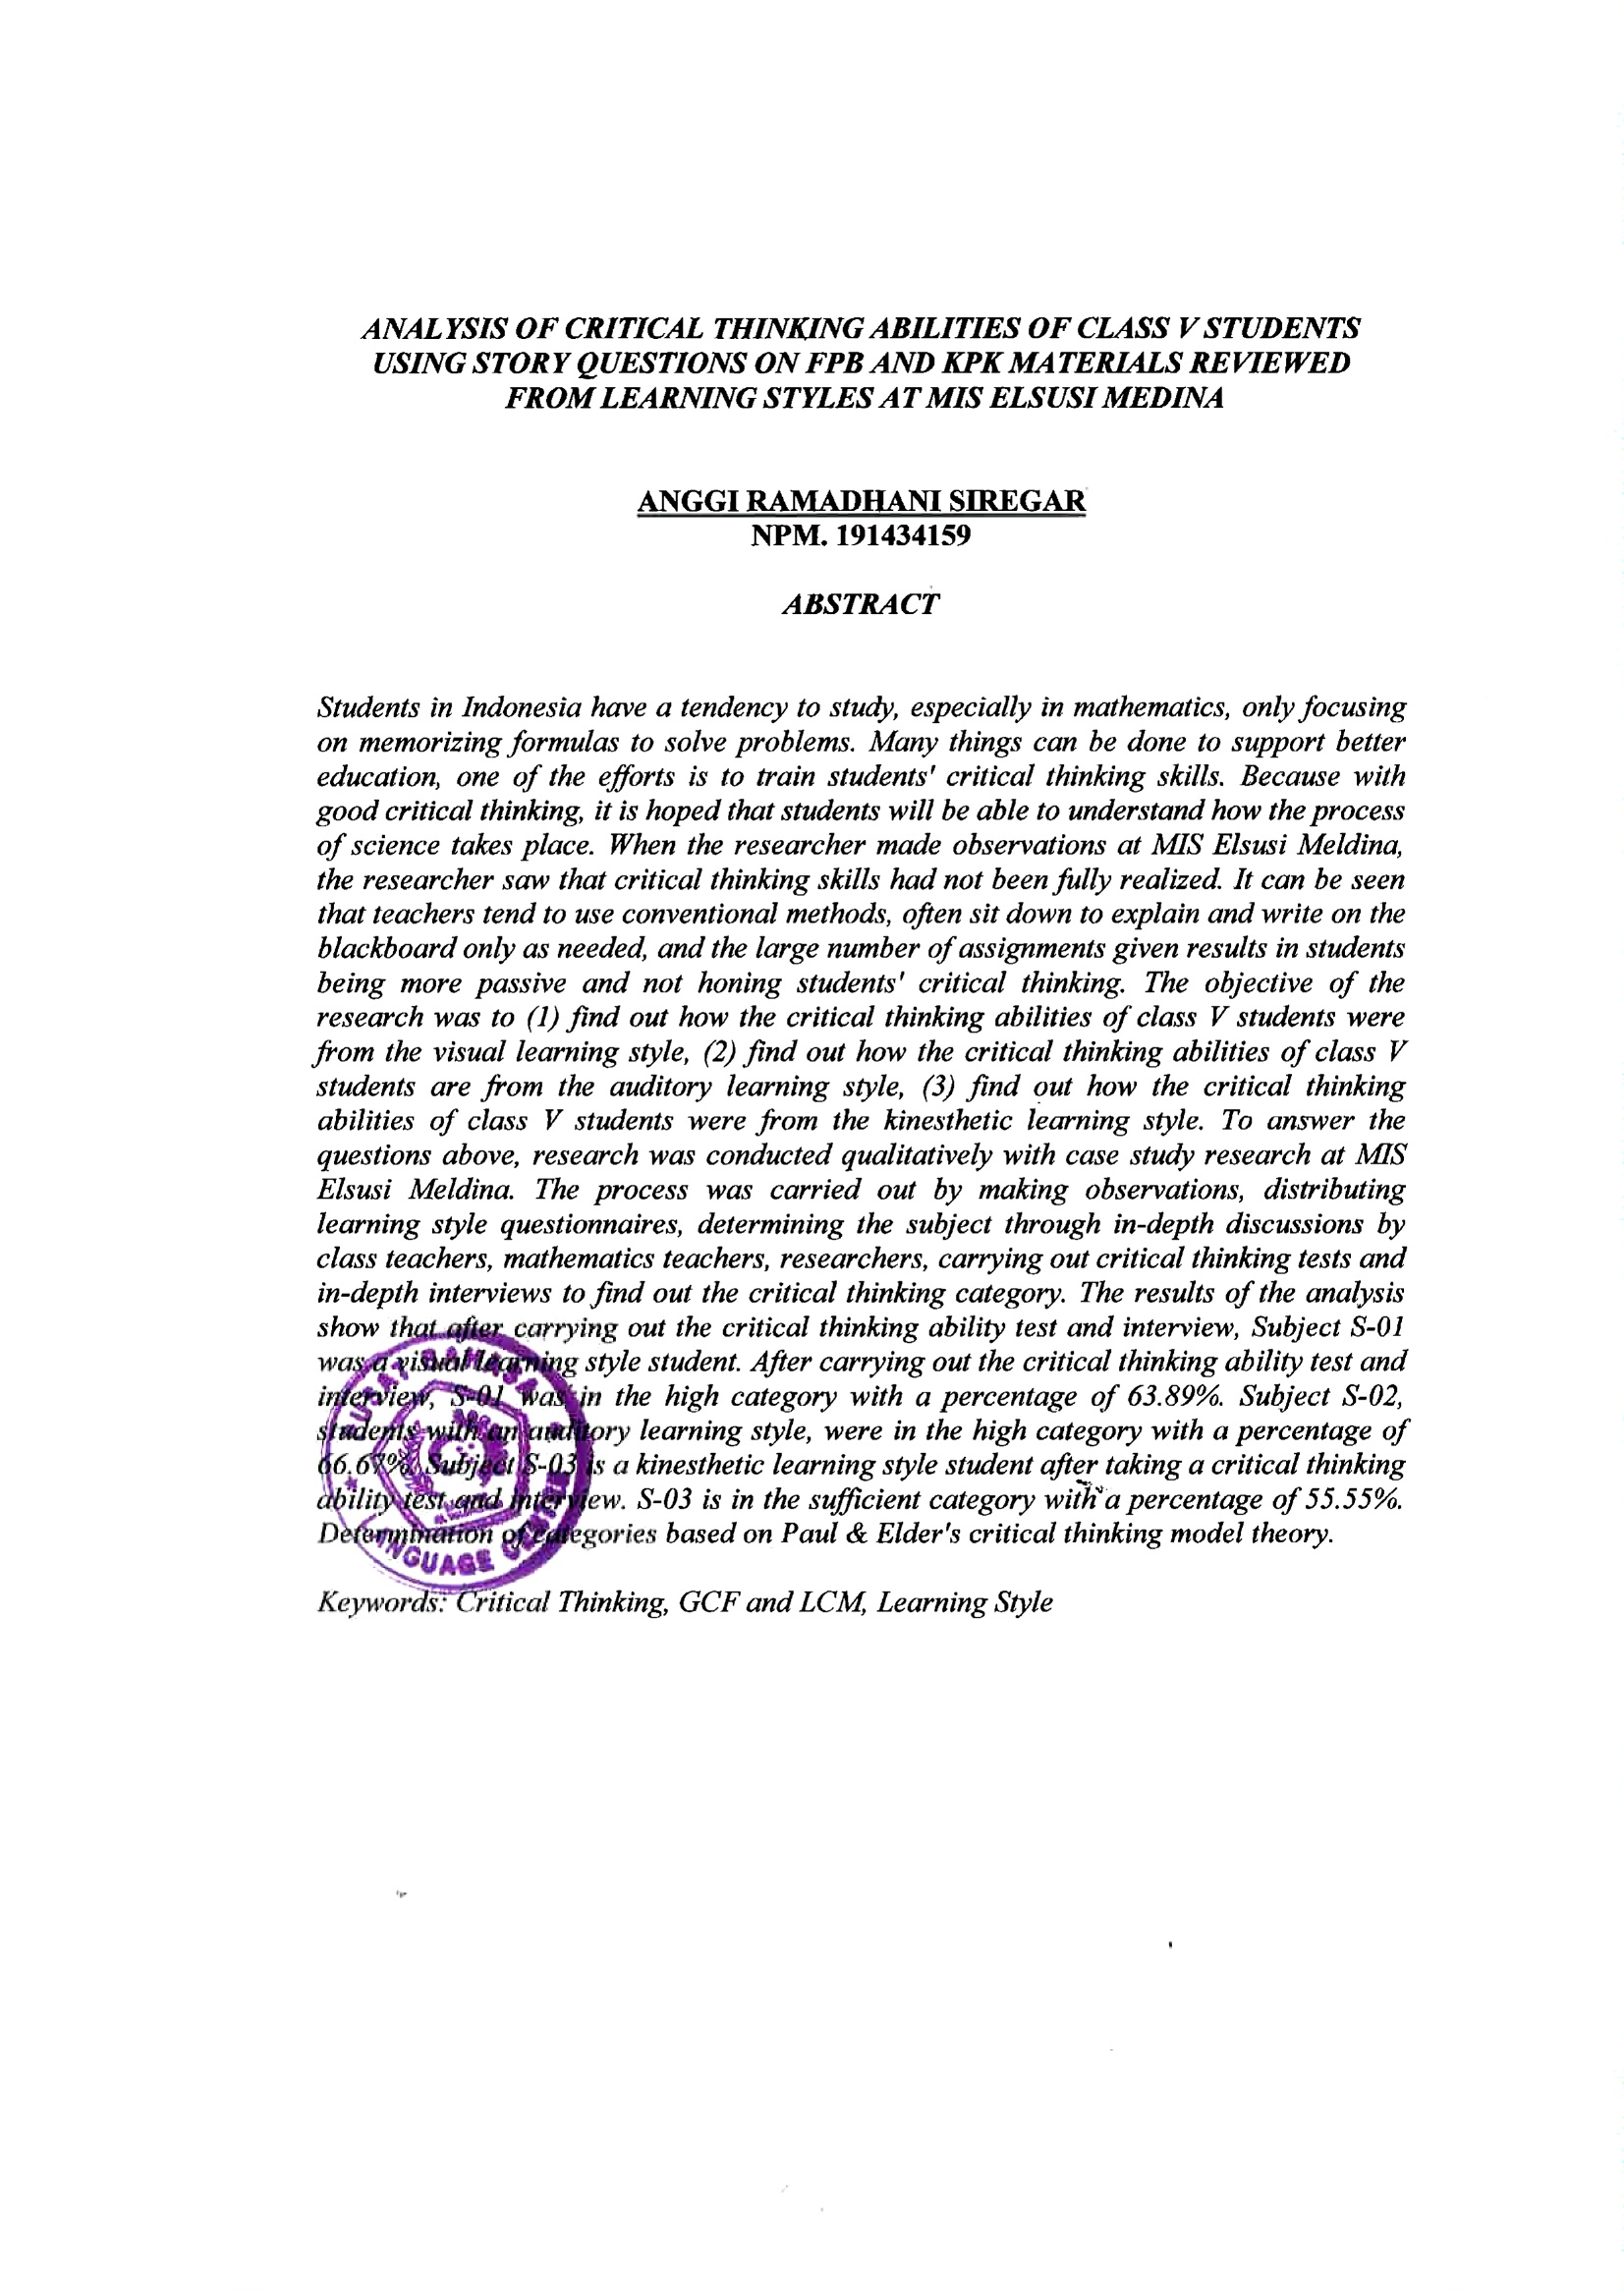 ANALYSIS OF CRITICAL THINKING ABILITIES OF CLASS V STUDENTS
USING STORY QUESTIONS ON FPB AND KPK MATERIALS REVIEWED
FROM LEARNING STYLES AT MIS ELSUSI MEDINA
ANGGI RAMADHANI SIREGAR
NPM. 191434159
ABSTRACT
Students in Indonesia have a tendency to study, especially in mathematics, only focusing
on memorizing formulas to solve problems. Many things can be done to support better
education, one of the efforts is to train students' critical thinking skills. Because with
good critical thinking, it is hoped that students will be able to understand how the process
of science takes place. When the researcher made observations at MIS Elsusi Meldina,
the researcher saw that critical thinking skills had not been fully realized. It can be seen
that teachers tend to use conventional methods, often sit down to explain and write on the
blackboard only as needed, and the large number of assignments given results in students
being more passive and not honing students' critical thinking. The objective of the
research was to (1) find out how the critical thinking abilities of class V students were
from the visual learning style, (2) find out how the critical thinking abilities of class V
students are from the auditory learning style, (3) find out how the critical thinking
abilities of class V students were from the kinesthetic learning style. To answer the
questions above, research was conducted qualitatively with case study research at MIS
Elsusi Meldina. The process was carried out by making observations, distributing
learning style questionnaires, determining the subject through in-depth discussions by
class teachers, mathematics teachers, researchers, carrying out critical thinking tests and
in-depth interviews to find out the critical thinking category. The results of the analysis
show that after carrying out the critical thinking ability test and interview, Subject S-01
was a visual learning style student. After carrying out the critical thinking ability test and
interview, S-01 was in the high category with a percentage of 63.89%. Subject S-02,
students with an auditory learning style, were in the high category with a percentage of
66.67%. Subject S-03 is a kinesthetic learning style student after taking a critical thinking
ability test and interview. S-03 is in the sufficient category with a percentage of 55.55%.
Determination of categories based on Paul & Elder's critical thinking model theory.
Keywords: Critical Thinking, GCF and LCM, Learning Style
PUSAT BAHASA
LANGUAGE CENTER